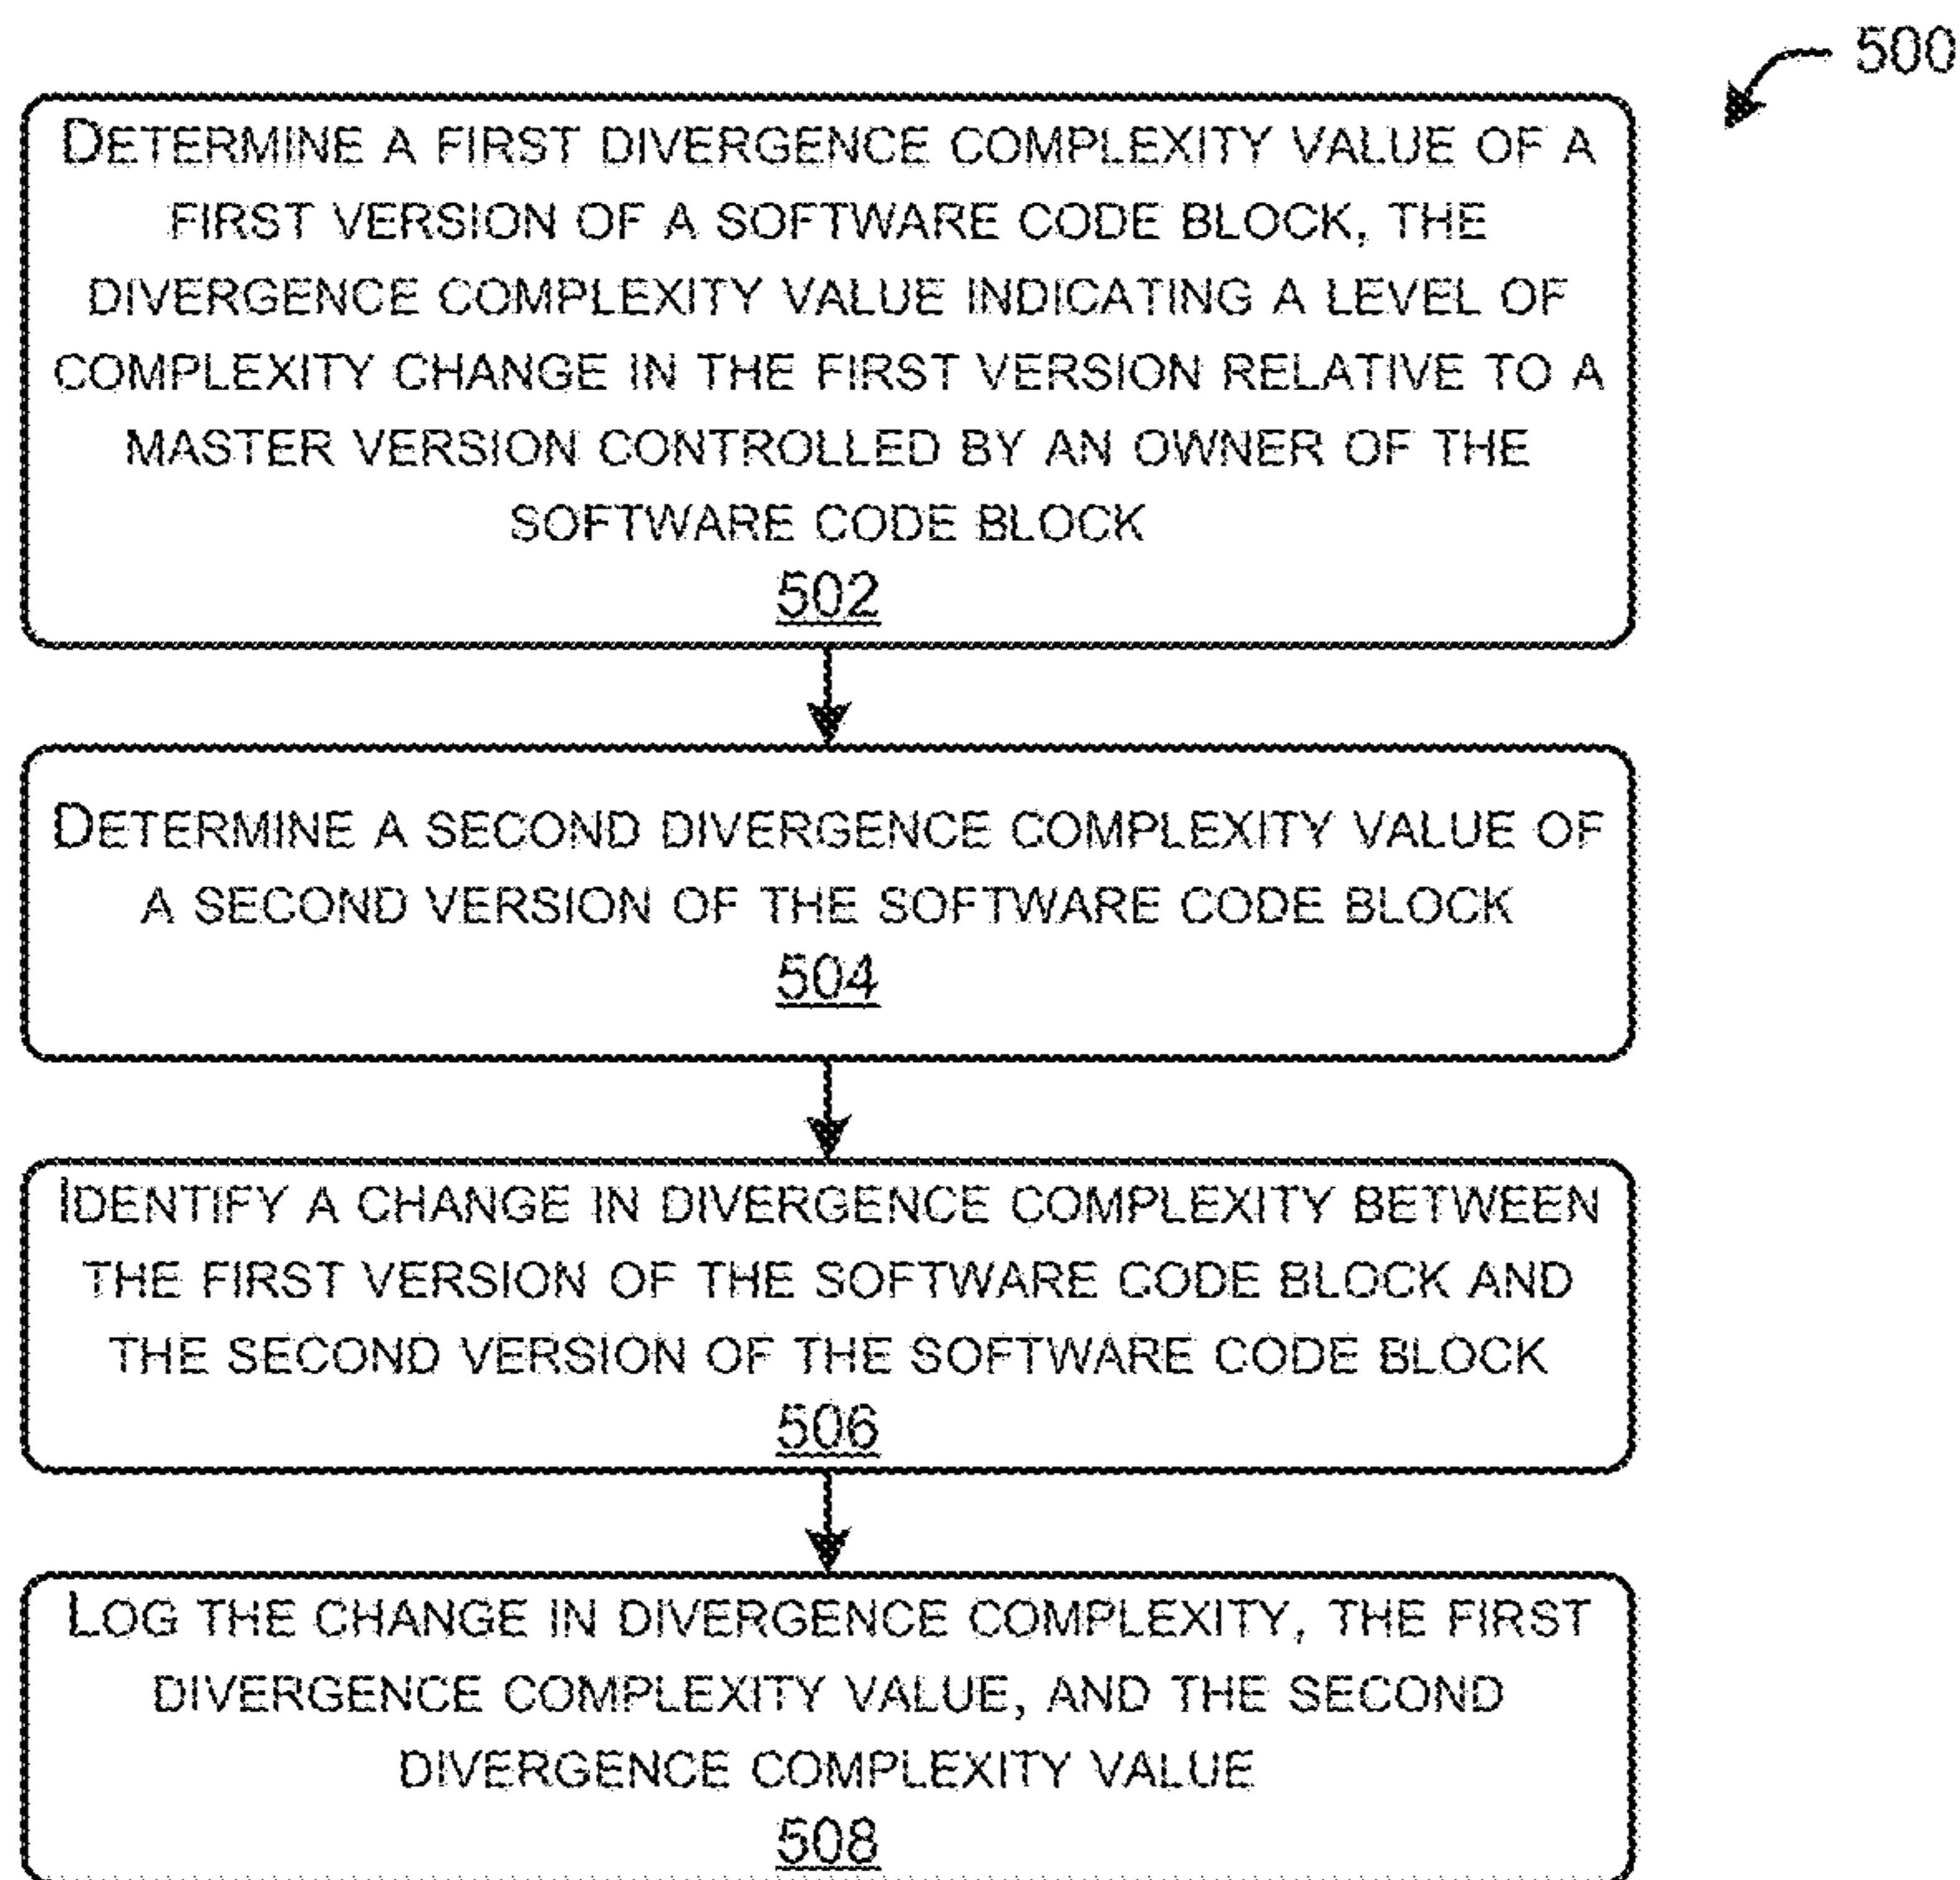 500
DETERMINE A FIRST DIVERGENCE COMPLEXITY VALUE OF A
FIRST VERSION OF A SOFTWARE CODE BLOCK, THE
DIVERGENCE COMPLEXITY VALUE INDICATING A LEVEL OF
COMPLEXITY CHANGE IN THE FIRST VERSION RELATIVE TO A
MASTER VERSION CONTROLLED BY AN OWNER OF THE
SOFTWARE CODE BLOCK
502
DETERMINE A SECOND DIVERGENCE COMPLEXITY VALUE OF
A SECOND VERSION OF THE SOFTWARE CODE BLOCK
504
IDENTIFY A CHANGE IN DIVERGENCE COMPLEXITY BETWEEN
THE FIRST VERSION OF THE SOFTWARE CODE BLOCK AND
THE SECOND VERSION OF THE SOFTWARE CODE BLOCK
506
LOG THE CHANGE IN DIVERGENCE COMPLEXITY, THE FIRST
DIVERGENCE COMPLEXITY VALUE, AND THE SECOND
DIVERGENCE COMPLEXITY VALUE
508